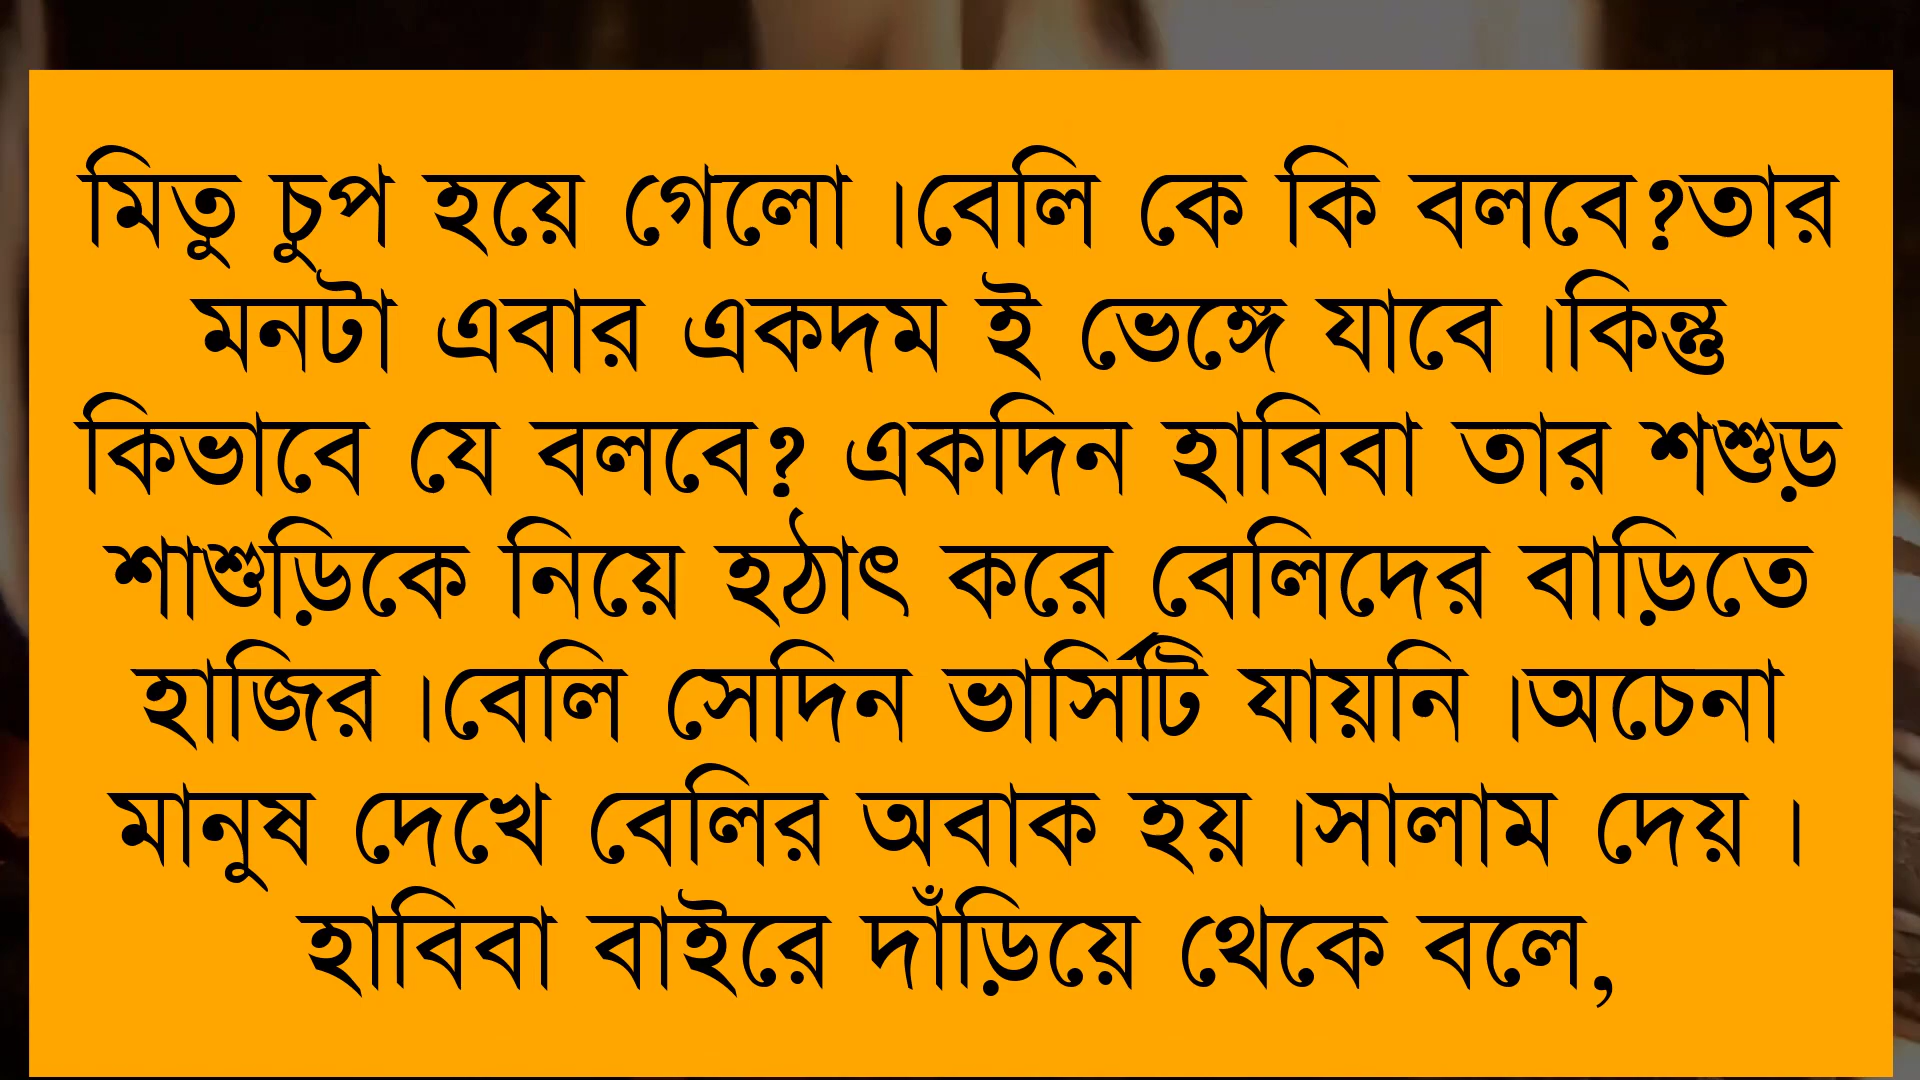 মিতু চুপ হয়ে গেলো ।বেলি কে কি বলবে?তার
মনটা এবার একদম ই ভেঙ্গে যাবে ।কিন্তু
কিভাবে যে বলবে? একদিন হাবিবা তার শশুড়
শাশুড়িকে নিয়ে হঠাৎ করে বেলিদের বাড়িতে
হাজির ।বেলি সেদিন ভার্সিটি যায়নি ।অচেনা
মানুষ দেখে বেলির অবাক হয় ।সালাম দেয় ।
হাবিবা বাইরে দাঁড়িয়ে থেকে বলে,